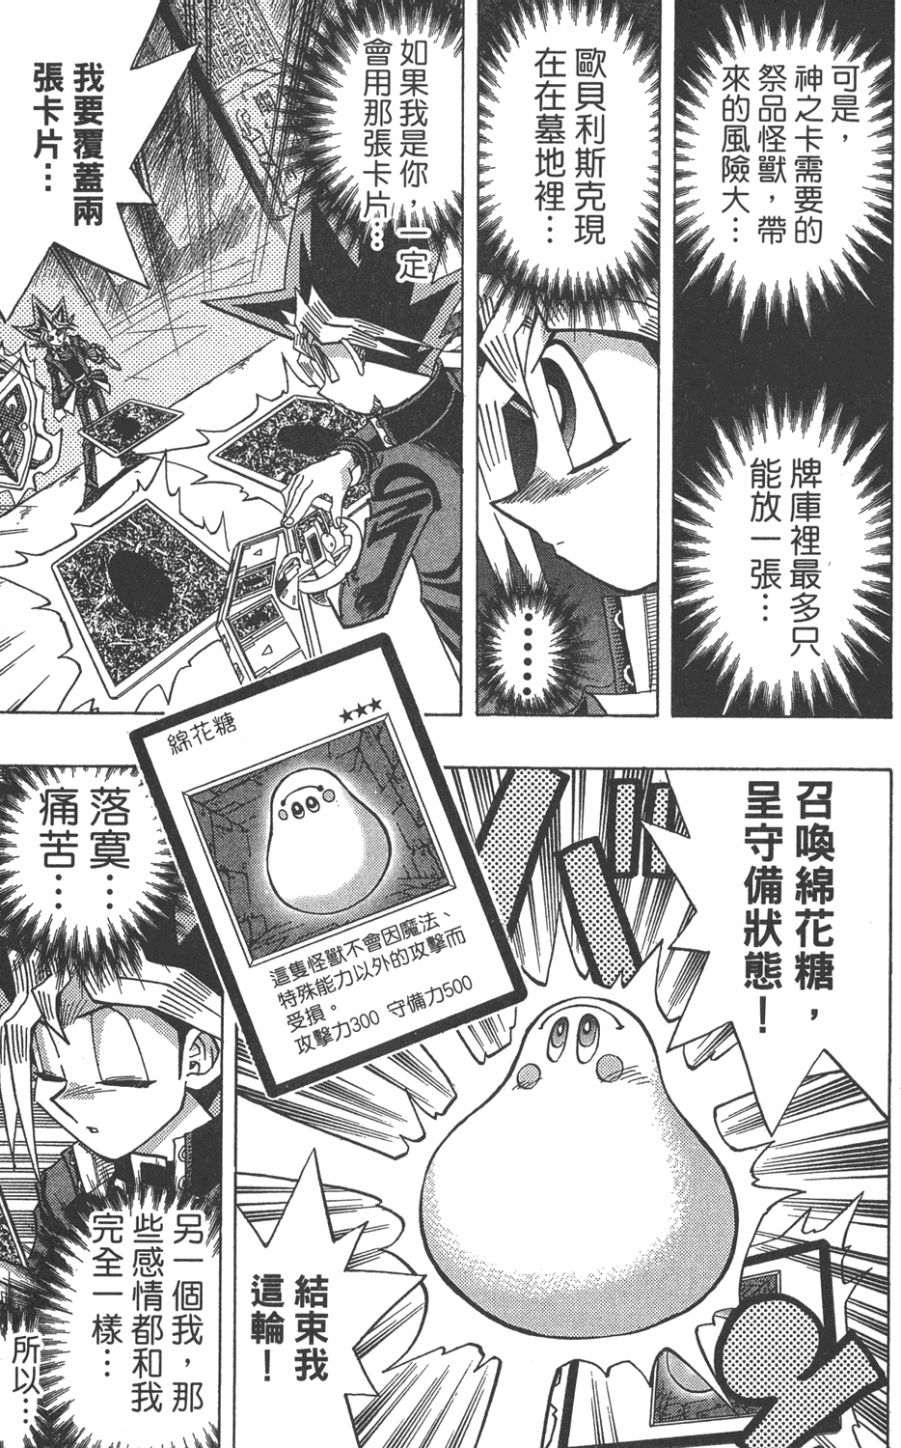 可是，
神之卡需要的
祭品怪獸，帶
來的風險大…
牌庫裡最多只
能放一張…
歐貝利斯克現
在在墓地裡…
……
如果我是你，一定
會用那張卡片…
我要覆蓋兩
張卡片…
召喚綿花糖，
呈守備狀態！
綿花糖
★★★
這隻怪獸不會因魔法、
特殊能力以外的攻擊而
受損。
攻擊力300 守備力500
結束我
這輪！
落寞…
痛苦…
另一個我，那
些感情都和我
完全一樣…
所以…